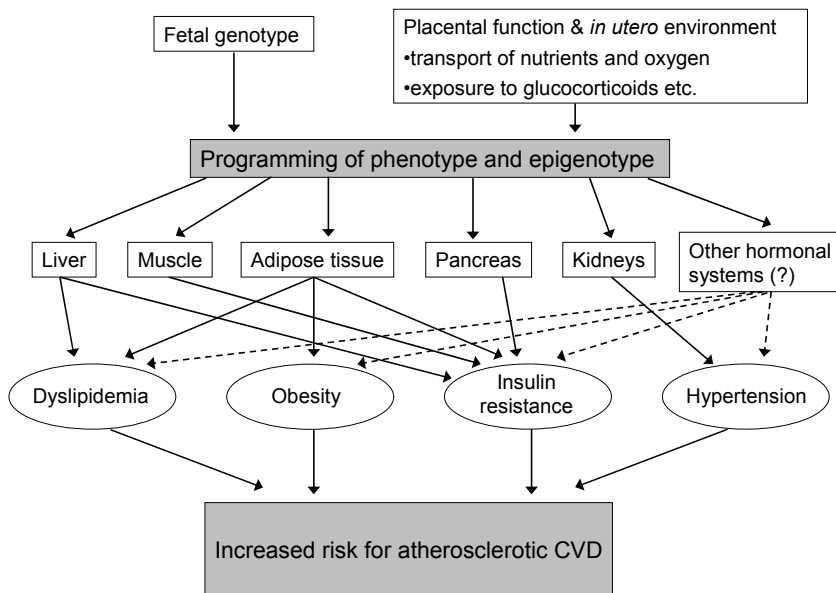 Fetal genotype
Placental function & in utero environment
•transport of nutrients and oxygen
•exposure to glucocorticoids etc.
Programming of phenotype and epigenotype
Liver
Muscle
Adipose tissue
Pancreas
Kidneys
Other hormonal
systems (?)
Dyslipidemia
Obesity
Insulin
resistance
Hypertension
Increased risk for atherosclerotic CVD